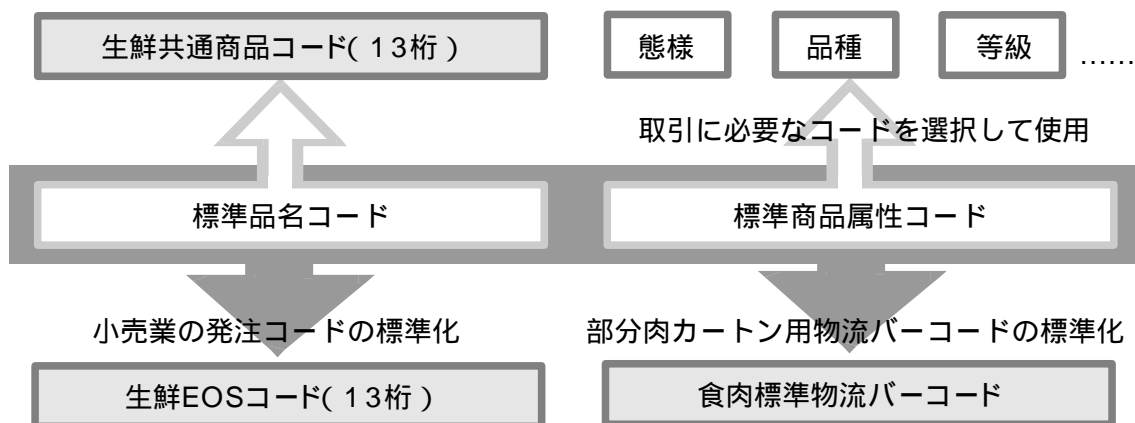 生鮮共通商品コード(13桁)
態様 品種 等級 ……
取引に必要なコードを選択して使用
標準品名コード
標準商品属性コード
小売業の発注コードの標準化
部分肉カートン用物流バーコードの標準化
生鮮EOSコード(13桁)
食肉標準物流バーコード